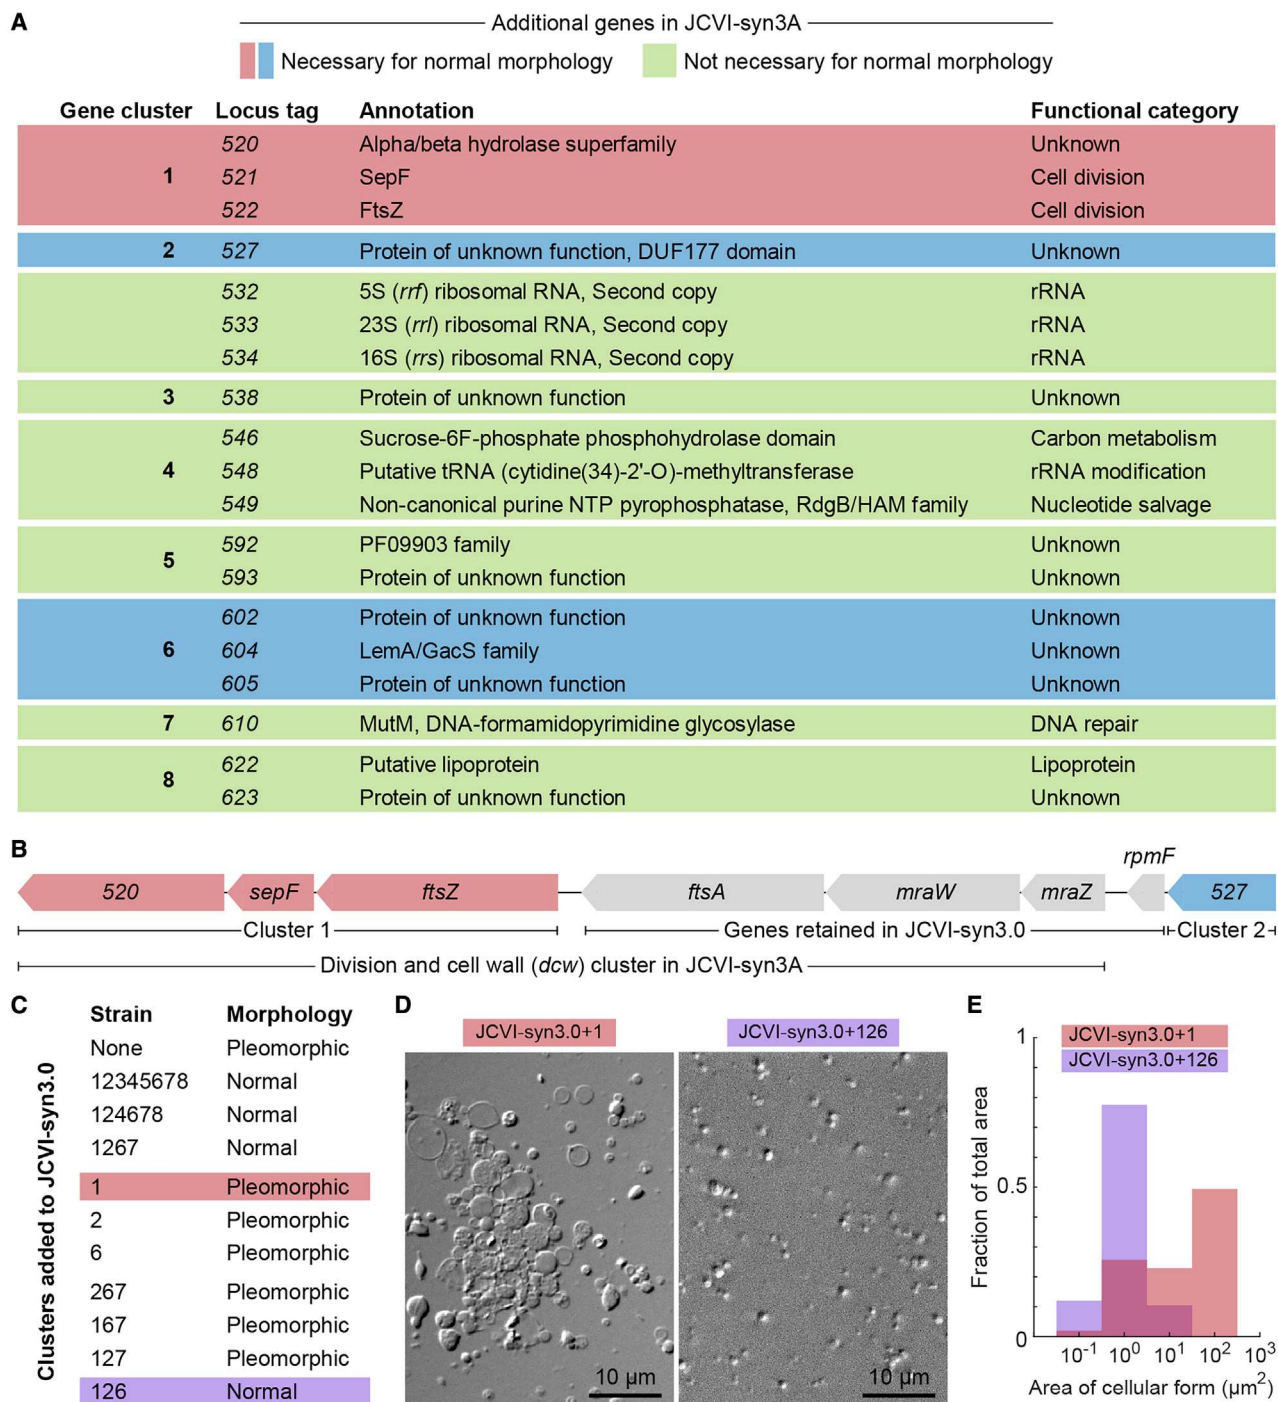 A
Additional genes in JCVI-syn3A
Necessary for normal morphology Not necessary for normal morphology
Gene cluster Locus tag Annotation Functional category
520 Alpha/beta hydrolase superfamily Unknown
1 521 SepF Cell division
522 FtsZ Cell division
2 527 Protein of unknown function, DUF177 domain Unknown
532 5S (rrf) ribosomal RNA, Second copy rRNA
533 23S (rrl) ribosomal RNA, Second copy rRNA
534 16S (rrs) ribosomal RNA, Second copy rRNA
3 538 Protein of unknown function Unknown
546 Sucrose-6F-phosphate phosphohydrolase domain Carbon metabolism
4 548 Putative tRNA (cytidine(34)-2'-O)-methyltransferase rRNA modification
549 Non-canonical purine NTP pyrophosphatase, RdgB/HAM family Nucleotide salvage
592 PF09903 family Unknown
5
593 Protein of unknown function Unknown
602 Protein of unknown function Unknown
6 604 LemA/GacS family Unknown
605 Protein of unknown function Unknown
7 610 MutM, DNA-formamidopyrimidine glycosylase DNA repair
622 Putative lipoprotein Lipoprotein
8
623 Protein of unknown function Unknown
B
rpmF
520 sepF ftsZ ftsA mraW mraZ 527
Cluster 1 Genes retained in JCVI-syn3.0 Cluster 2
Division and cell wall (dcw) cluster in JCVI-syn3A
C
Clusters added to JCVI-syn3.0
Strain Morphology
None Pleomorphic
12345678 Normal
124678 Normal
1267 Normal
1 Pleomorphic
2 Pleomorphic
6 Pleomorphic
267 Pleomorphic
167 Pleomorphic
127 Pleomorphic
126 Normal
D
JCVI-syn3.0+1 JCVI-syn3.0+126
10 µm 10 µm
E
JCVI-syn3.0+1
JCVI-syn3.0+126
Fraction of total area
1
0.5
0
10⁻¹ 10⁰ 10¹ 10² 10³
Area of cellular form (µm²)